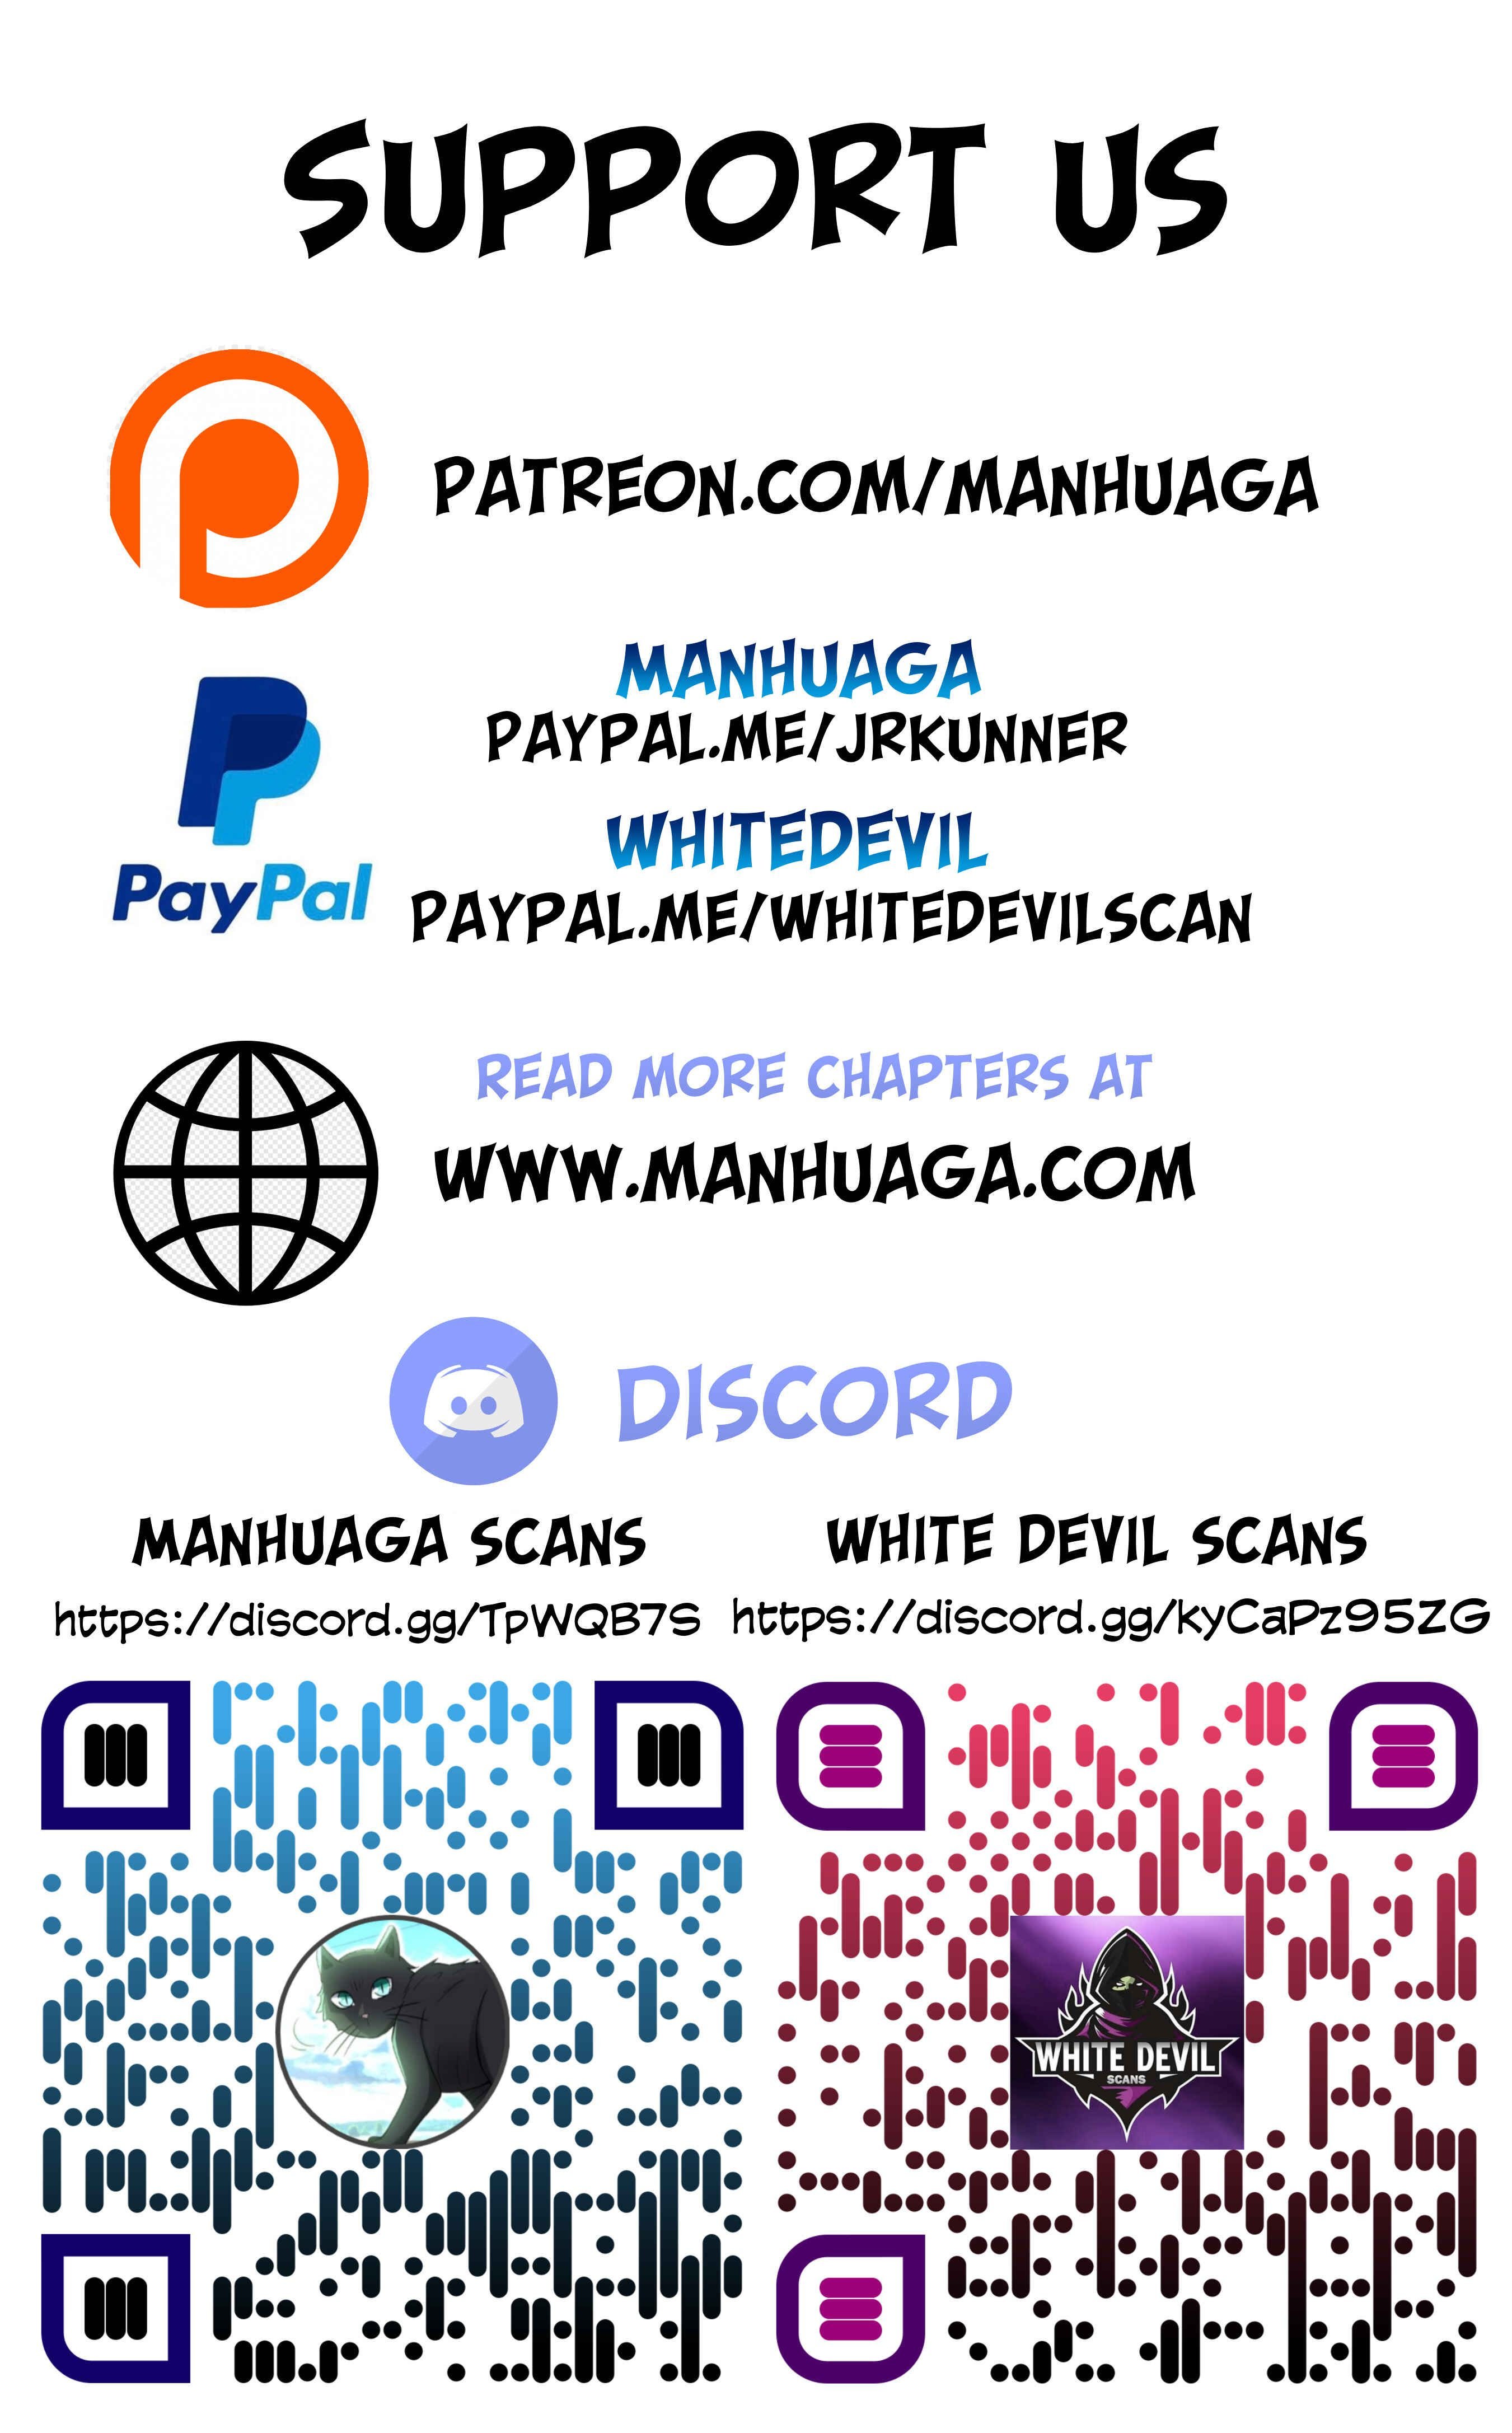 SUPPORT US
PATREON.COM/MANHUAGA
MANHUAGA
PAYPAL.ME/JRKUNNER
WHITEDEVIL
PayPal
PAYPAL.ME/WHITEDEVILSCAN
READ MORE CHAPTERS AT
WWW.MANHUAGA.COM
DISCORD
MANHUAGA SCANS
WHITE DEVIL SCANS
https://discord.gg/TpWQB7S
https://discord.gg/kyCaPz95ZG
WHITE DEVIL
SCANS